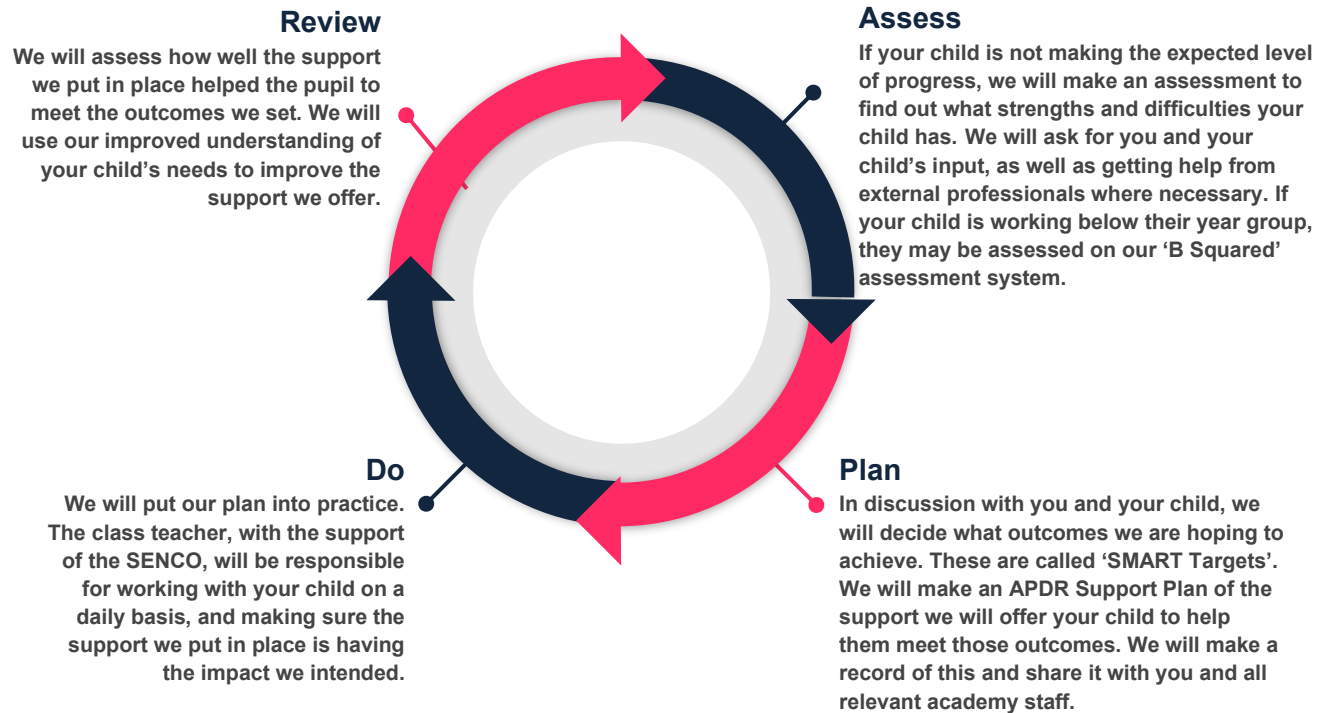 Review
We will assess how well the support
we put in place helped the pupil to
meet the outcomes we set. We will
use our improved understanding of
your child’s needs to improve the
support we offer.
Assess
If your child is not making the expected level
of progress, we will make an assessment to
find out what strengths and difficulties your
child has. We will ask for you and your
child’s input, as well as getting help from
external professionals where necessary. If
your child is working below their year group,
they may be assessed on our ‘B Squared’
assessment system.
Do
We will put our plan into practice.
The class teacher, with the support
of the SENCO, will be responsible
for working with your child on a
daily basis, and making sure the
support we put in place is having
the impact we intended.
Plan
In discussion with you and your child, we
will decide what outcomes we are hoping to
achieve. These are called ‘SMART Targets’.
We will make an APDR Support Plan of the
support we will offer your child to help
them meet those outcomes. We will make a
record of this and share it with you and all
relevant academy staff.